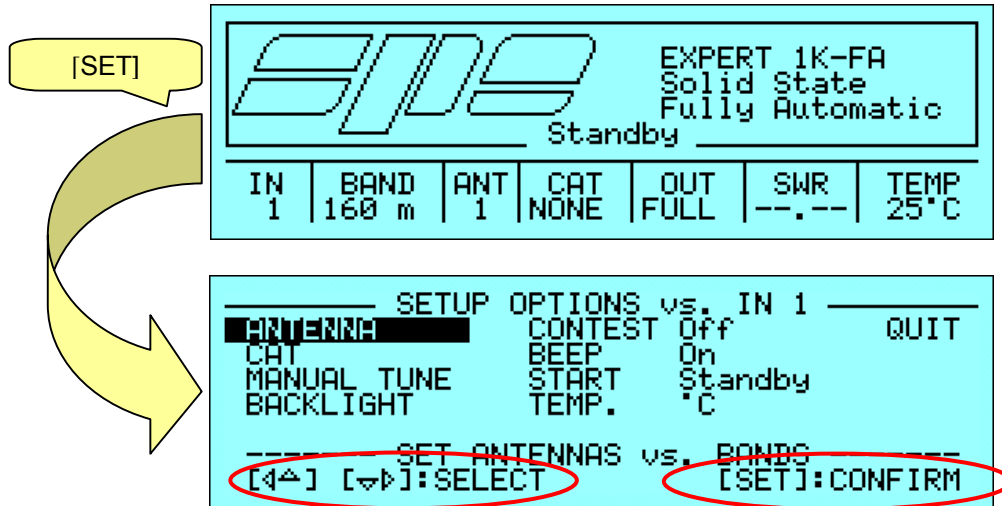 [SET]
spe
EXPERT 1K-FA
Solid State
Fully Automatic
Standby
IN BAND ANT CAT OUT SWR TEMP
1 160 m 1 NONE FULL --.-- 25°C
SETUP OPTIONS vs. IN 1
ANTENNA CONTEST Off QUIT
CAT BEEP On
MANUAL TUNE START Standby
BACKLIGHT TEMP. °C
------- SET ANTENNAS vs. BANDS -------
[◁△] [▽▷]:SELECT [SET]:CONFIRM